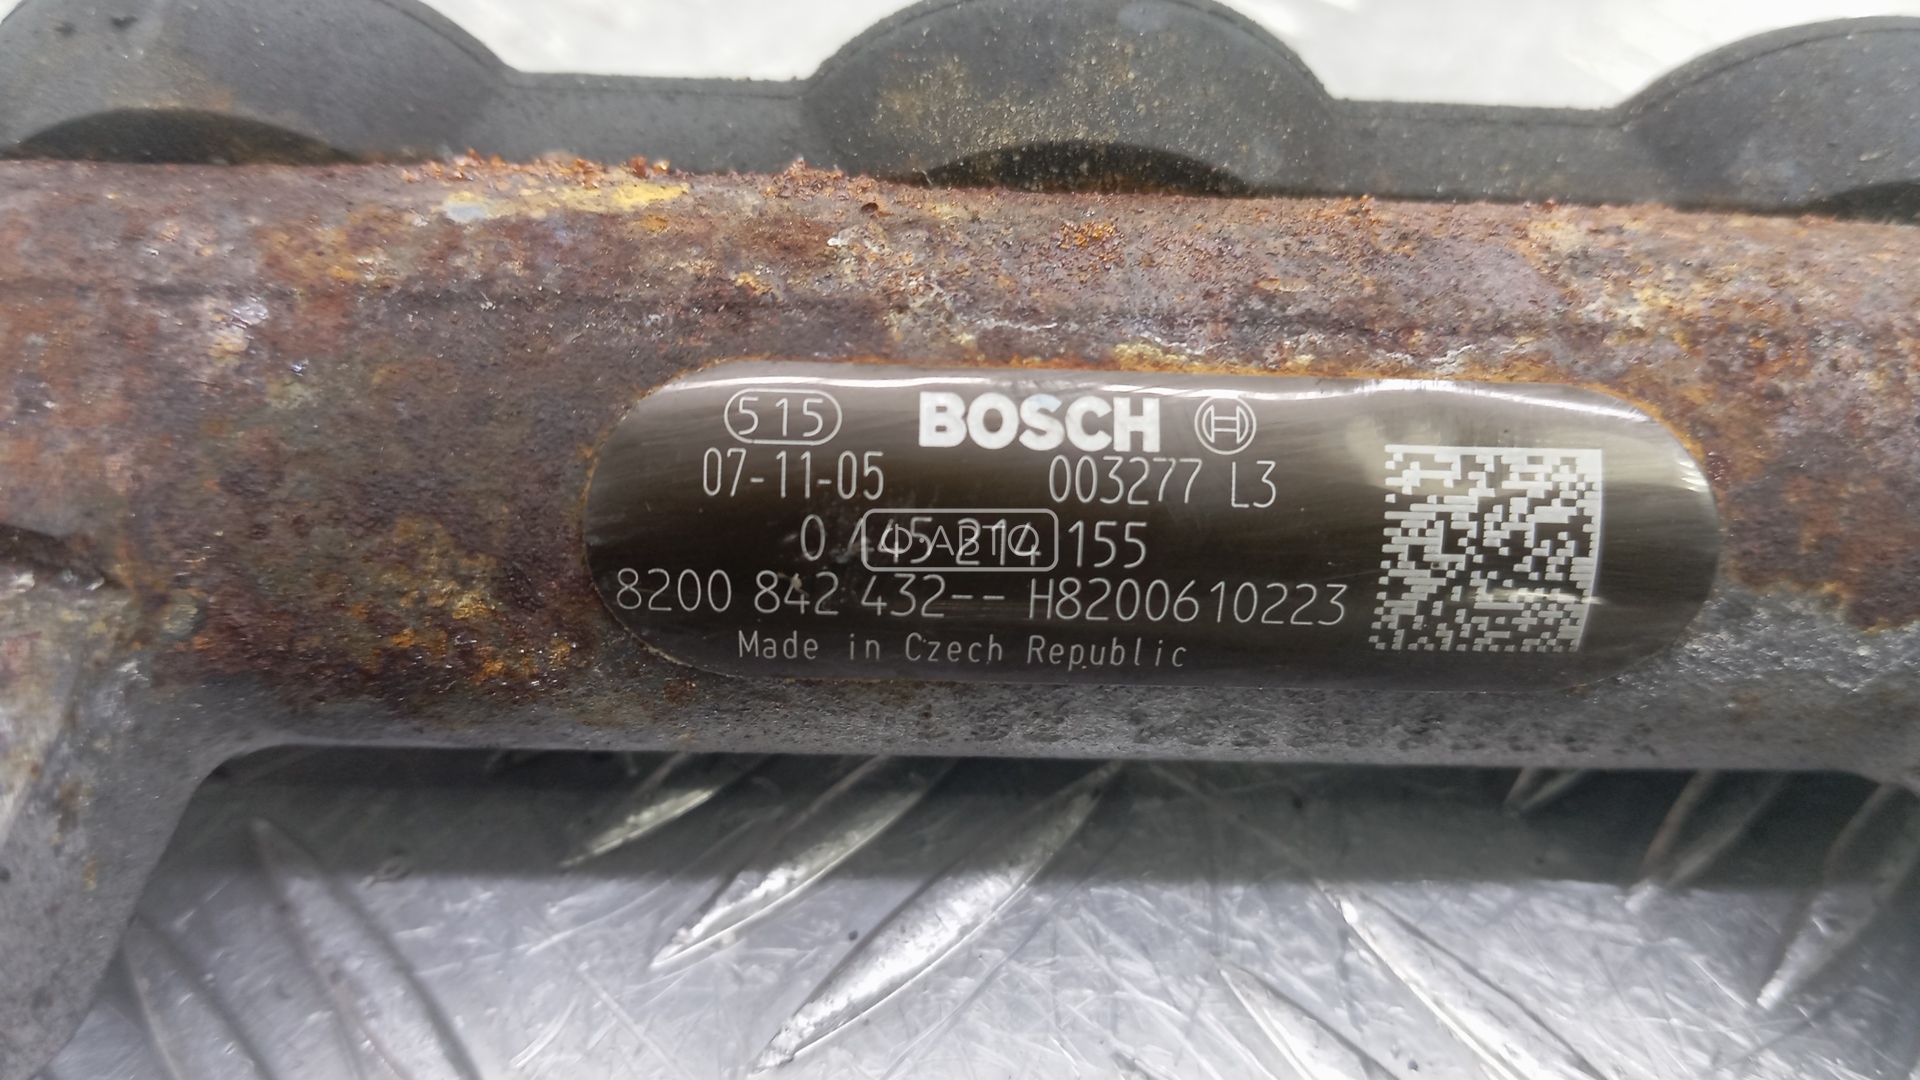 515 BOSCH
07-11-05 003277 L3
0 445 214 155
Ф-АВТО
8200 842 432-- H8200610223
Made in Czech Republic